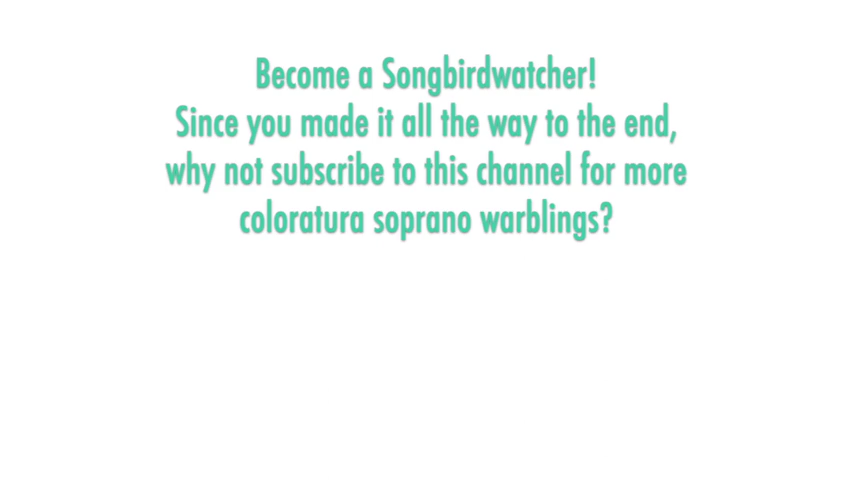 Become a Songbirdwatcher!
Since you made it all the way to the end,
why not subscribe to this channel for more
coloratura soprano warblings?